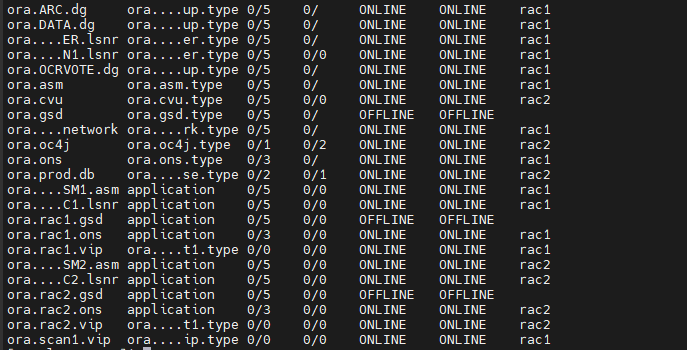 ora.ARC.dg ora....up.type 0/5 0/ ONLINE ONLINE rac1
ora.DATA.dg ora....up.type 0/5 0/ ONLINE ONLINE rac1
ora....ER.lsnr ora....er.type 0/5 0/ ONLINE ONLINE rac1
ora....N1.lsnr ora....er.type 0/5 0/0 ONLINE ONLINE rac1
ora.OCRVOTE.dg ora....up.type 0/5 0/ ONLINE ONLINE rac1
ora.asm ora.asm.type 0/5 0/ ONLINE ONLINE rac1
ora.cvu ora.cvu.type 0/5 0/0 ONLINE ONLINE rac2
ora.gsd ora.gsd.type 0/5 0/ OFFLINE OFFLINE
ora....network ora....rk.type 0/5 0/ ONLINE ONLINE rac1
ora.oc4j ora.oc4j.type 0/1 0/2 ONLINE ONLINE rac2
ora.ons ora.ons.type 0/3 0/ ONLINE ONLINE rac1
ora.prod.db ora....se.type 0/2 0/1 ONLINE ONLINE rac2
ora....SM1.asm application 0/5 0/0 ONLINE ONLINE rac1
ora....C1.lsnr application 0/5 0/0 ONLINE ONLINE rac1
ora.rac1.gsd application 0/5 0/0 OFFLINE OFFLINE
ora.rac1.ons application 0/3 0/0 ONLINE ONLINE rac1
ora.rac1.vip ora....t1.type 0/0 0/0 ONLINE ONLINE rac1
ora....SM2.asm application 0/5 0/0 ONLINE ONLINE rac2
ora....C2.lsnr application 0/5 0/0 ONLINE ONLINE rac2
ora.rac2.gsd application 0/5 0/0 OFFLINE OFFLINE
ora.rac2.ons application 0/3 0/0 ONLINE ONLINE rac2
ora.rac2.vip ora....t1.type 0/0 0/0 ONLINE ONLINE rac2
ora.scan1.vip ora....ip.type 0/0 0/0 ONLINE ONLINE rac1